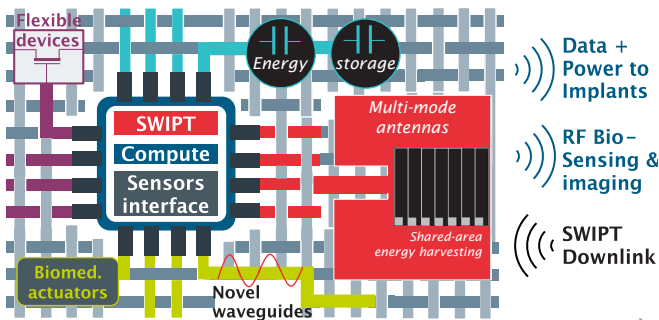 Flexible
devices
Energy
storage
SWIPT
Compute
Sensors
interface
Multi-mode
antennas
Shared-area
energy harvesting
Biomed.
actuators
Novel
waveguides
Data +
Power to
Implants
RF Bio-
Sensing &
imaging
SWIPT
Downlink